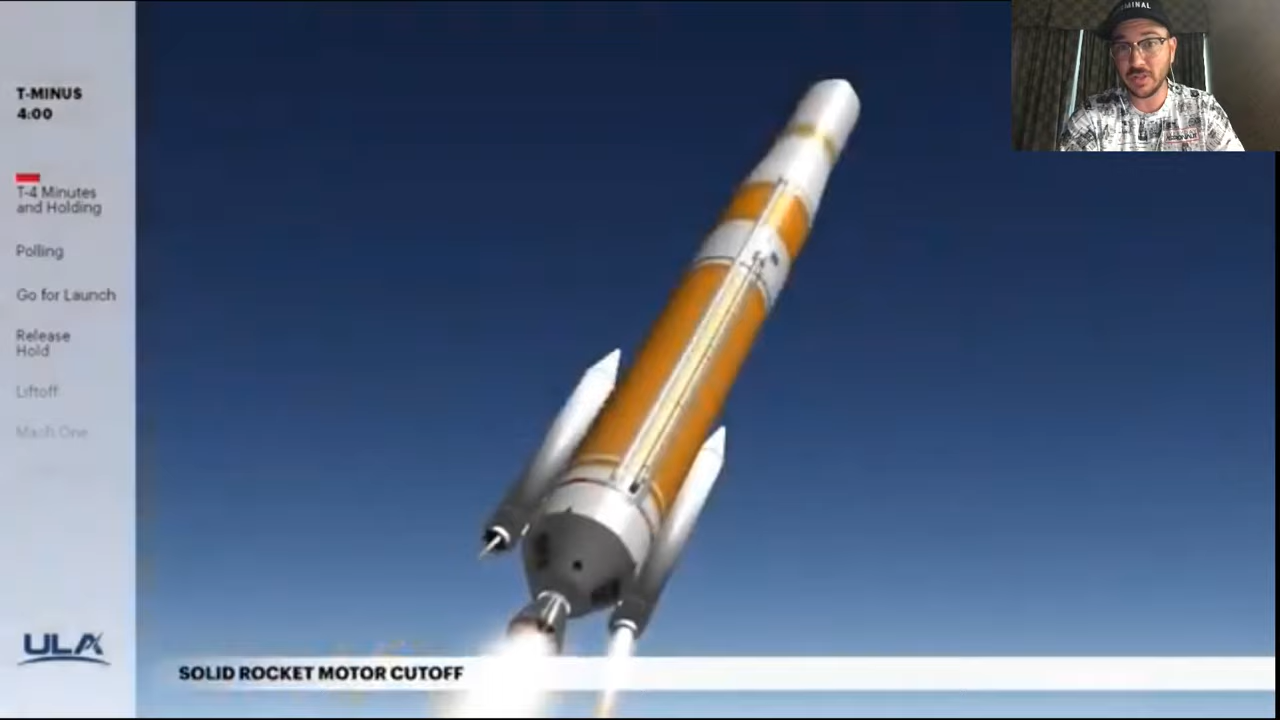 T-MINUS
4:00
T-4 Minutes
and Holding
Polling
Go for Launch
Release
Hold
Liftoff
Mach One
ULA
SOLID ROCKET MOTOR CUTOFF